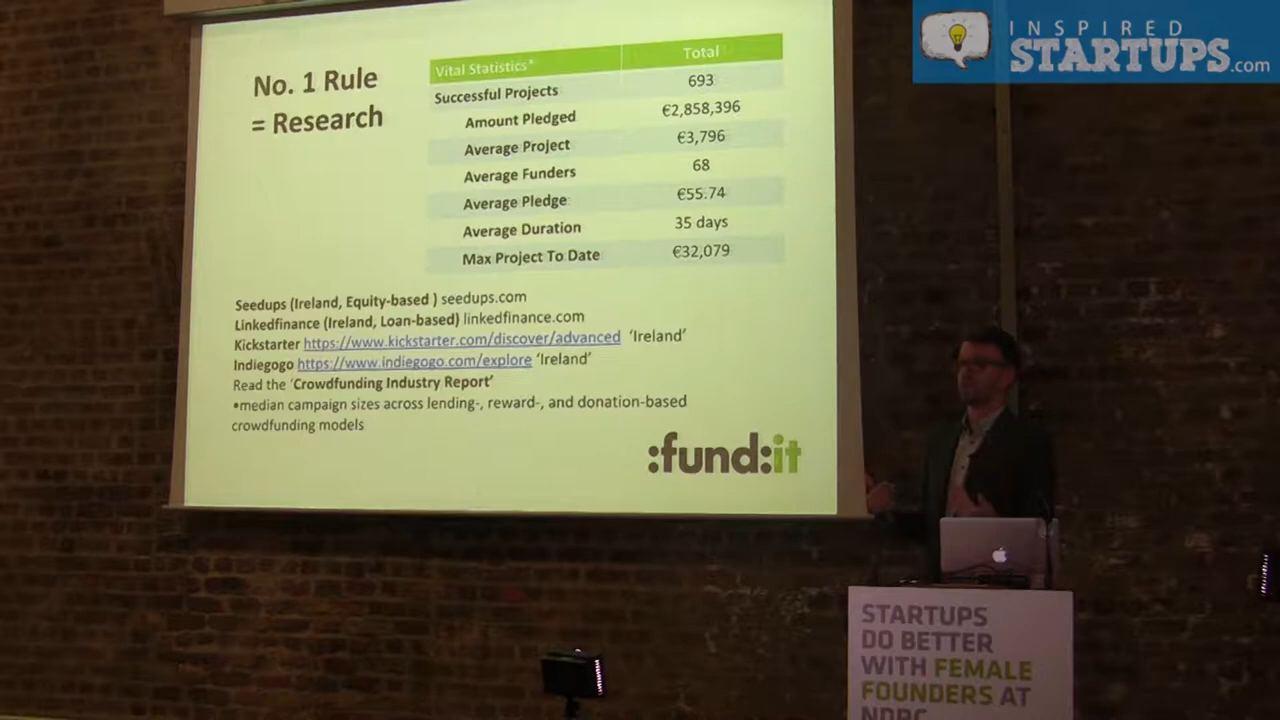 INSPIRED
STARTUPS.com
No. 1 Rule
= Research
Vital Statistics* Total
Successful Projects 693
Amount Pledged €2,858,396
Average Project €3,796
Average Funders 68
Average Pledge €55.74
Average Duration 35 days
Max Project To Date €32,079
Seedups (Ireland, Equity-based ) seedups.com
Linkedfinance (Ireland, Loan-based) linkedfinance.com
Kickstarter https://www.kickstarter.com/discover/advanced ‘Ireland’
Indiegogo https://www.indiegogo.com/explore ‘Ireland’
Read the ‘Crowdfunding Industry Report’
•median campaign sizes across lending-, reward-, and donation-based
crowdfunding models
:fund:it
STARTUPS
DO BETTER
WITH FEMALE
FOUNDERS AT
NDRC